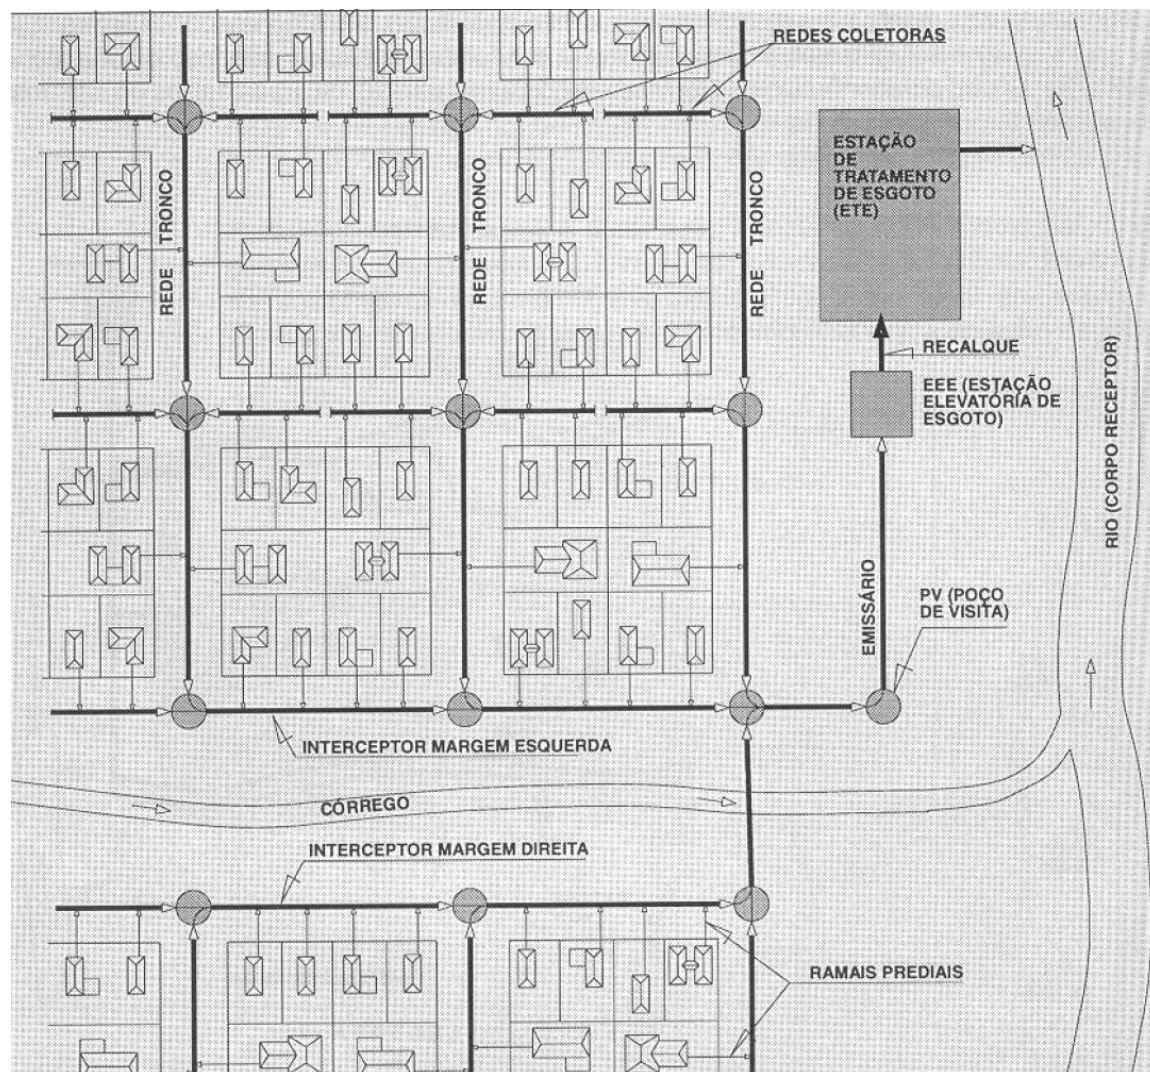 REDES COLETORAS
ESTAÇÃO
DE
TRATAMENTO
DE ESGOTO
(ETE)
REDE TRONCO
REDE TRONCO
REDE TRONCO
RECALQUE
EEE (ESTAÇÃO
ELEVATÓRIA DE
ESGOTO)
RIO (CORPO RECEPTOR)
EMISSÁRIO
PV (POÇO
DE VISITA)
INTERCEPTOR MARGEM ESQUERDA
CÓRREGO
INTERCEPTOR MARGEM DIREITA
RAMAIS PREDIAIS